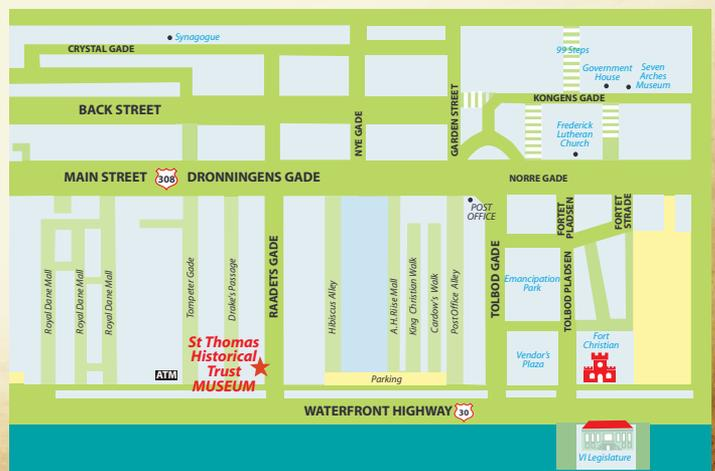 Synagogue
CRYSTAL GADE
99 Steps
Government
House
Seven
Arches
Museum
BACK STREET
NYE GADE
GARDEN STREET
KONGENS GADE
Frederick
Lutheran
Church
MAIN STREET 308 DRONNINGENS GADE
NORRE GADE
POST
OFFICE
FORTET
PLADSEN
FORTET
STRADE
Royal Dane Mall
Royal Dane Mall
Royal Dane Mall
Tompeter Gade
Drake's Passage
RAADETS GADE
Hibiscus Alley
A.H.Riise Mall
King Christian Walk
Cardow's Walk
PostOffice Alley
TOLBOD GADE
Emancipation
Park
TOLBOD PLADSEN
St Thomas
Historical
Trust
MUSEUM
ATM
Vendor's
Plaza
Fort
Christian
Parking
WATERFRONT HIGHWAY 30
VI Legislature